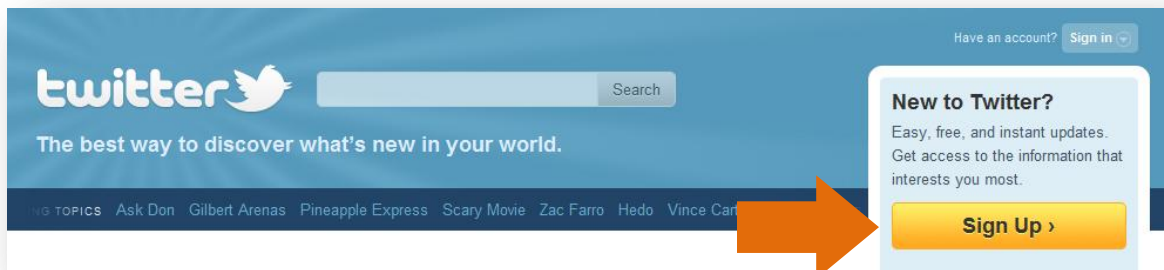 Have an account? Sign in
twitter
Search
The best way to discover what's new in your world.
TOPICS Ask Don Gilbert Arenas Pineapple Express Scary Movie Zac Farro Hedo Vince
New to Twitter?
Easy, free, and instant updates.
Get access to the information that
interests you most.
Sign Up ›